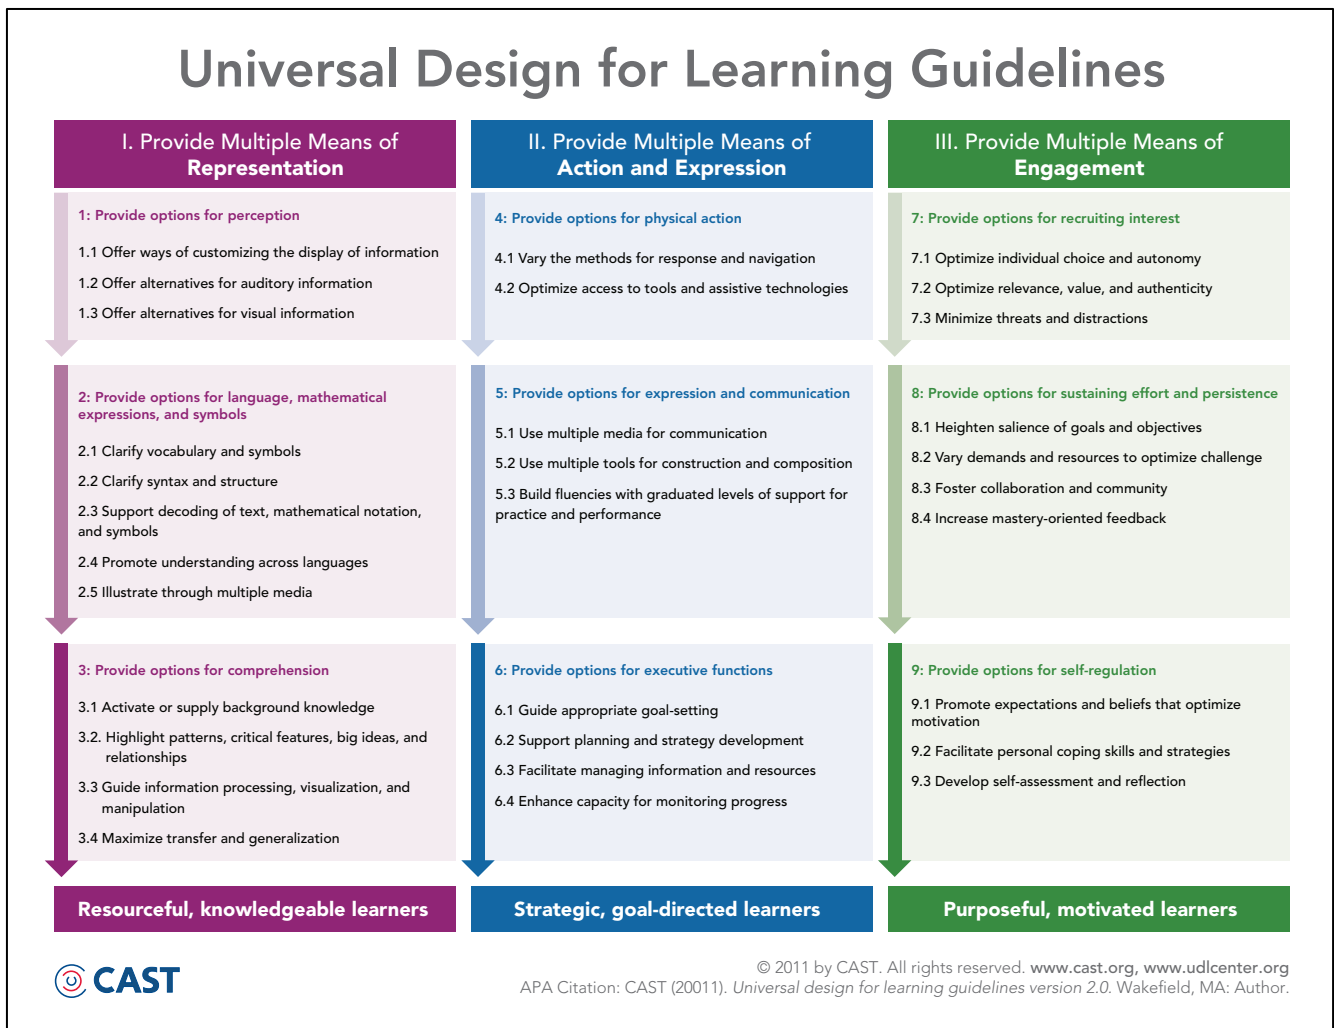 Universal Design for Learning Guidelines
I. Provide Multiple Means of
Representation
1: Provide options for perception
1.1 Offer ways of customizing the display of information
1.2 Offer alternatives for auditory information
1.3 Offer alternatives for visual information
2: Provide options for language, mathematical
expressions, and symbols
2.1 Clarify vocabulary and symbols
2.2 Clarify syntax and structure
2.3 Support decoding of text, mathematical notation,
and symbols
2.4 Promote understanding across languages
2.5 Illustrate through multiple media
3: Provide options for comprehension
3.1 Activate or supply background knowledge
3.2. Highlight patterns, critical features, big ideas, and
relationships
3.3 Guide information processing, visualization, and
manipulation
3.4 Maximize transfer and generalization
Resourceful, knowledgeable learners
II. Provide Multiple Means of
Action and Expression
4: Provide options for physical action
4.1 Vary the methods for response and navigation
4.2 Optimize access to tools and assistive technologies
5: Provide options for expression and communication
5.1 Use multiple media for communication
5.2 Use multiple tools for construction and composition
5.3 Build fluencies with graduated levels of support for
practice and performance
6: Provide options for executive functions
6.1 Guide appropriate goal-setting
6.2 Support planning and strategy development
6.3 Facilitate managing information and resources
6.4 Enhance capacity for monitoring progress
Strategic, goal-directed learners
III. Provide Multiple Means of
Engagement
7: Provide options for recruiting interest
7.1 Optimize individual choice and autonomy
7.2 Optimize relevance, value, and authenticity
7.3 Minimize threats and distractions
8: Provide options for sustaining effort and persistence
8.1 Heighten salience of goals and objectives
8.2 Vary demands and resources to optimize challenge
8.3 Foster collaboration and community
8.4 Increase mastery-oriented feedback
9: Provide options for self-regulation
9.1 Promote expectations and beliefs that optimize
motivation
9.2 Facilitate personal coping skills and strategies
9.3 Develop self-assessment and reflection
Purposeful, motivated learners
CAST
© 2011 by CAST. All rights reserved. www.cast.org, www.udlcenter.org
APA Citation: CAST (20011). Universal design for learning guidelines version 2.0. Wakefield, MA: Author.